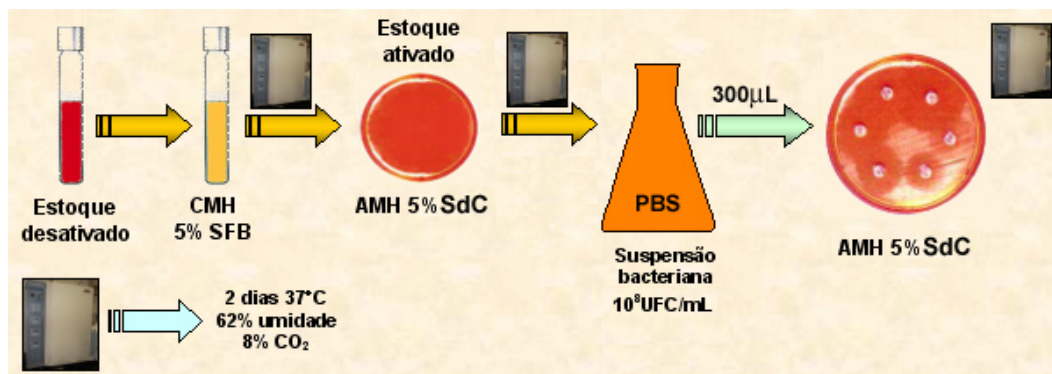 Estoque
desativado
CMH
5% SFB
Estoque
ativado
AMH 5% SdC
PBS
Suspensão
bacteriana
10⁸UFC/mL
300µL
AMH 5% SdC
2 dias 37°C
62% umidade
8% CO₂